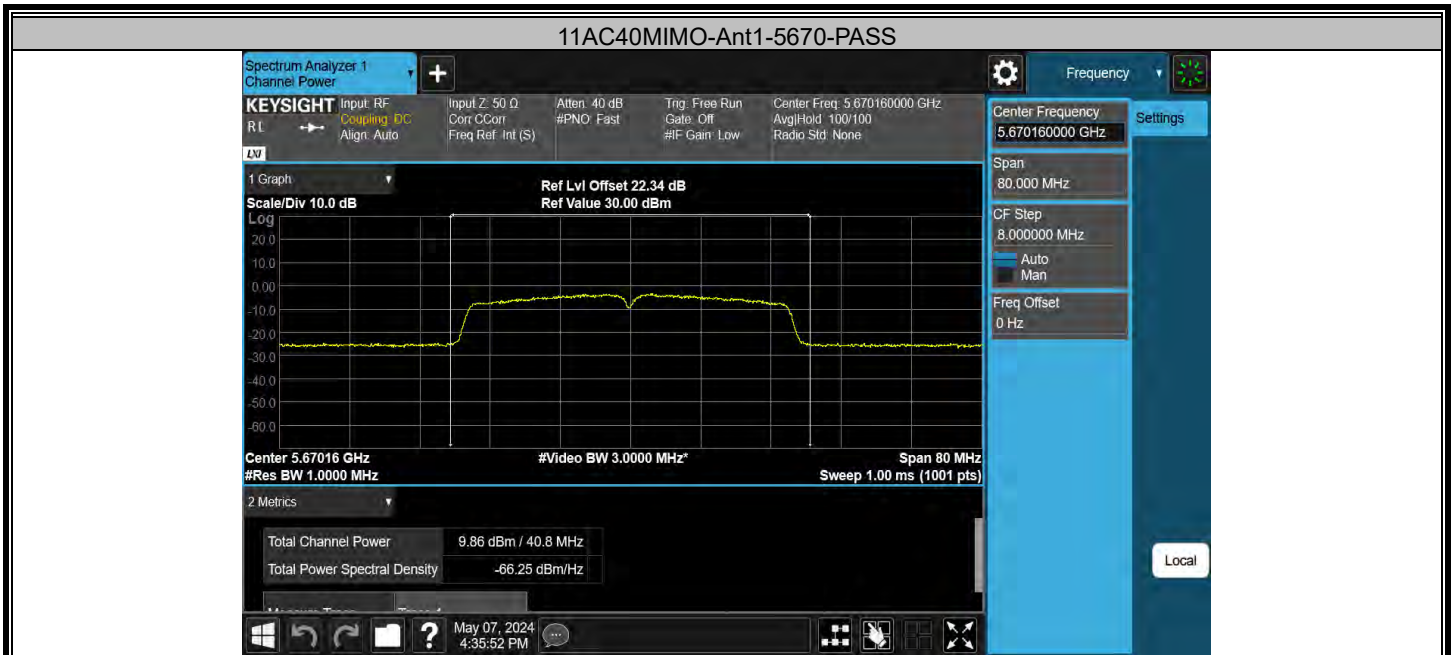 11AC40MIMO-Ant1-5670-PASS
Spectrum Analyzer 1
Channel Power
Frequency
KEYSIGHT
RL
LXI
Input: RF
Coupling: DC
Align: Auto
Input Z: 50 Ω
Corr CCorr
Freq Ref: Int (S)
Atten: 40 dB
#PNO: Fast
Trig: Free Run
Gate: Off
#IF Gain: Low
Center Freq: 5.670160000 GHz
Avg|Hold: 100/100
Radio Std: None
Center Frequency
5.670160000 GHz
Settings
Span
80.000 MHz
CF Step
8.000000 MHz
Auto
Man
Freq Offset
0 Hz
Local
1 Graph
Ref Lvl Offset 22.34 dB
Scale/Div 10.0 dB
Ref Value 30.00 dBm
Log
20.0
10.0
0.00
-10.0
-20.0
-30.0
-40.0
-50.0
-60.0
Center 5.67016 GHz
#Video BW 3.0000 MHz*
Span 80 MHz
#Res BW 1.0000 MHz
Sweep 1.00 ms (1001 pts)
2 Metrics
Total Channel Power 9.86 dBm / 40.8 MHz
Total Power Spectral Density -66.25 dBm/Hz
May 07, 2024
4:35:52 PM